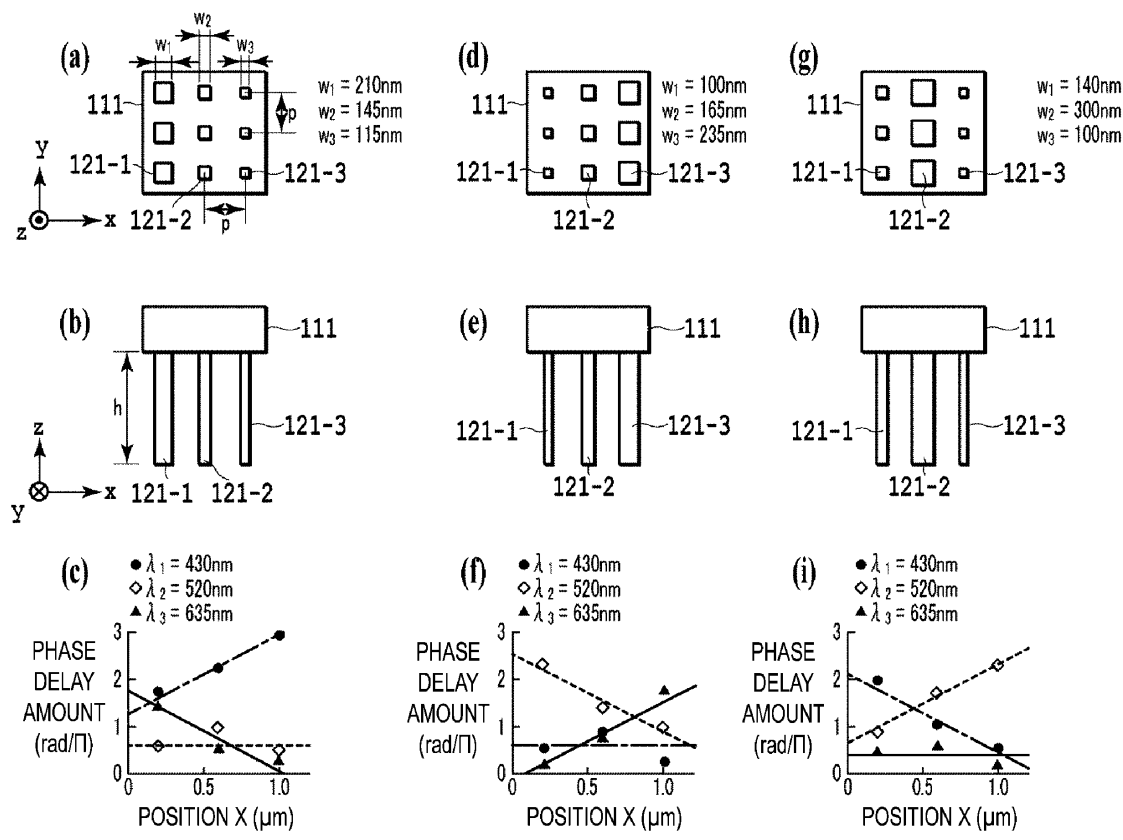 (a)
w₁
w₂
w₃
111
p
w₁ = 210nm
w₂ = 145nm
w₃ = 115nm
121-1
121-2
121-3
p
y
z
x
(d)
111
w₁ = 100nm
w₂ = 165nm
w₃ = 235nm
121-1
121-2
121-3
(g)
111
w₁ = 140nm
w₂ = 300nm
w₃ = 100nm
121-1
121-2
121-3
(b)
111
h
121-3
121-1
121-2
z
y
x
(e)
111
121-1
121-2
121-3
(h)
111
121-1
121-2
121-3
(c)
λ₁ = 430nm
λ₂ = 520nm
λ₃ = 635nm
PHASE
DELAY
AMOUNT
(rad/Π)
3
2
1
0
0 0.5 1.0
POSITION X (μm)
(f)
λ₁ = 430nm
λ₂ = 520nm
λ₃ = 635nm
PHASE
DELAY
AMOUNT
(rad/Π)
3
2
1
0
0 0.5 1.0
POSITION X (μm)
(i)
λ₁ = 430nm
λ₂ = 520nm
λ₃ = 635nm
PHASE
DELAY
AMOUNT
(rad/Π)
3
2
1
0
0 0.5 1.0
POSITION X (μm)